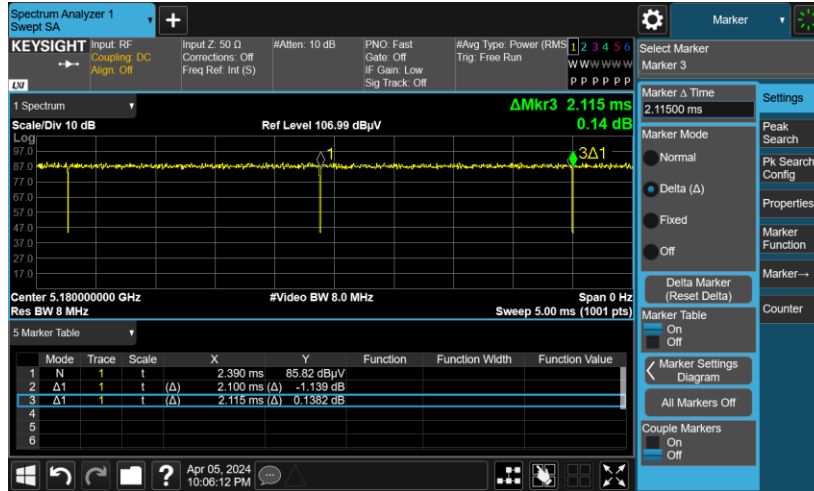 Spectrum Analyzer 1
Swept SA
Marker
KEYSIGHT
LXI
Input: RF
Coupling: DC
Align: Off
Input Z: 50 Ω
Corrections: Off
Freq Ref: Int (S)
#Atten: 10 dB
PNO: Fast
Gate: Off
IF Gain: Low
Sig Track: Off
#Avg Type: Power (RMS
Trig: Free Run
1 2 3 4 5 6
W W W W W W
P P P P P P
1 Spectrum
ΔMkr3 2.115 ms
0.14 dB
Scale/Div 10 dB
Ref Level 106.99 dBµV
Log
97.0
87.0
77.0
67.0
57.0
47.0
37.0
27.0
17.0
1
3Δ1
Center 5.180000000 GHz
#Video BW 8.0 MHz
Span 0 Hz
Res BW 8 MHz
Sweep 5.00 ms (1001 pts)
5 Marker Table
Mode Trace Scale X Y Function Function Width Function Value
1 N 1 t 2.390 ms 85.82 dBµV
2 Δ1 1 t (Δ) 2.100 ms (Δ) -1.139 dB
3 Δ1 1 t (Δ) 2.115 ms (Δ) 0.1382 dB
4
5
6
?
Apr 05, 2024
10:06:12 PM
Select Marker
Marker 3
Marker Δ Time
2.11500 ms
Marker Mode
Normal
Delta (Δ)
Fixed
Off
Delta Marker
(Reset Delta)
Marker Table
On
Off
Marker Settings
Diagram
All Markers Off
Couple Markers
On
Off
Settings
Peak
Search
Pk Search
Config
Properties
Marker
Function
Marker→
Counter